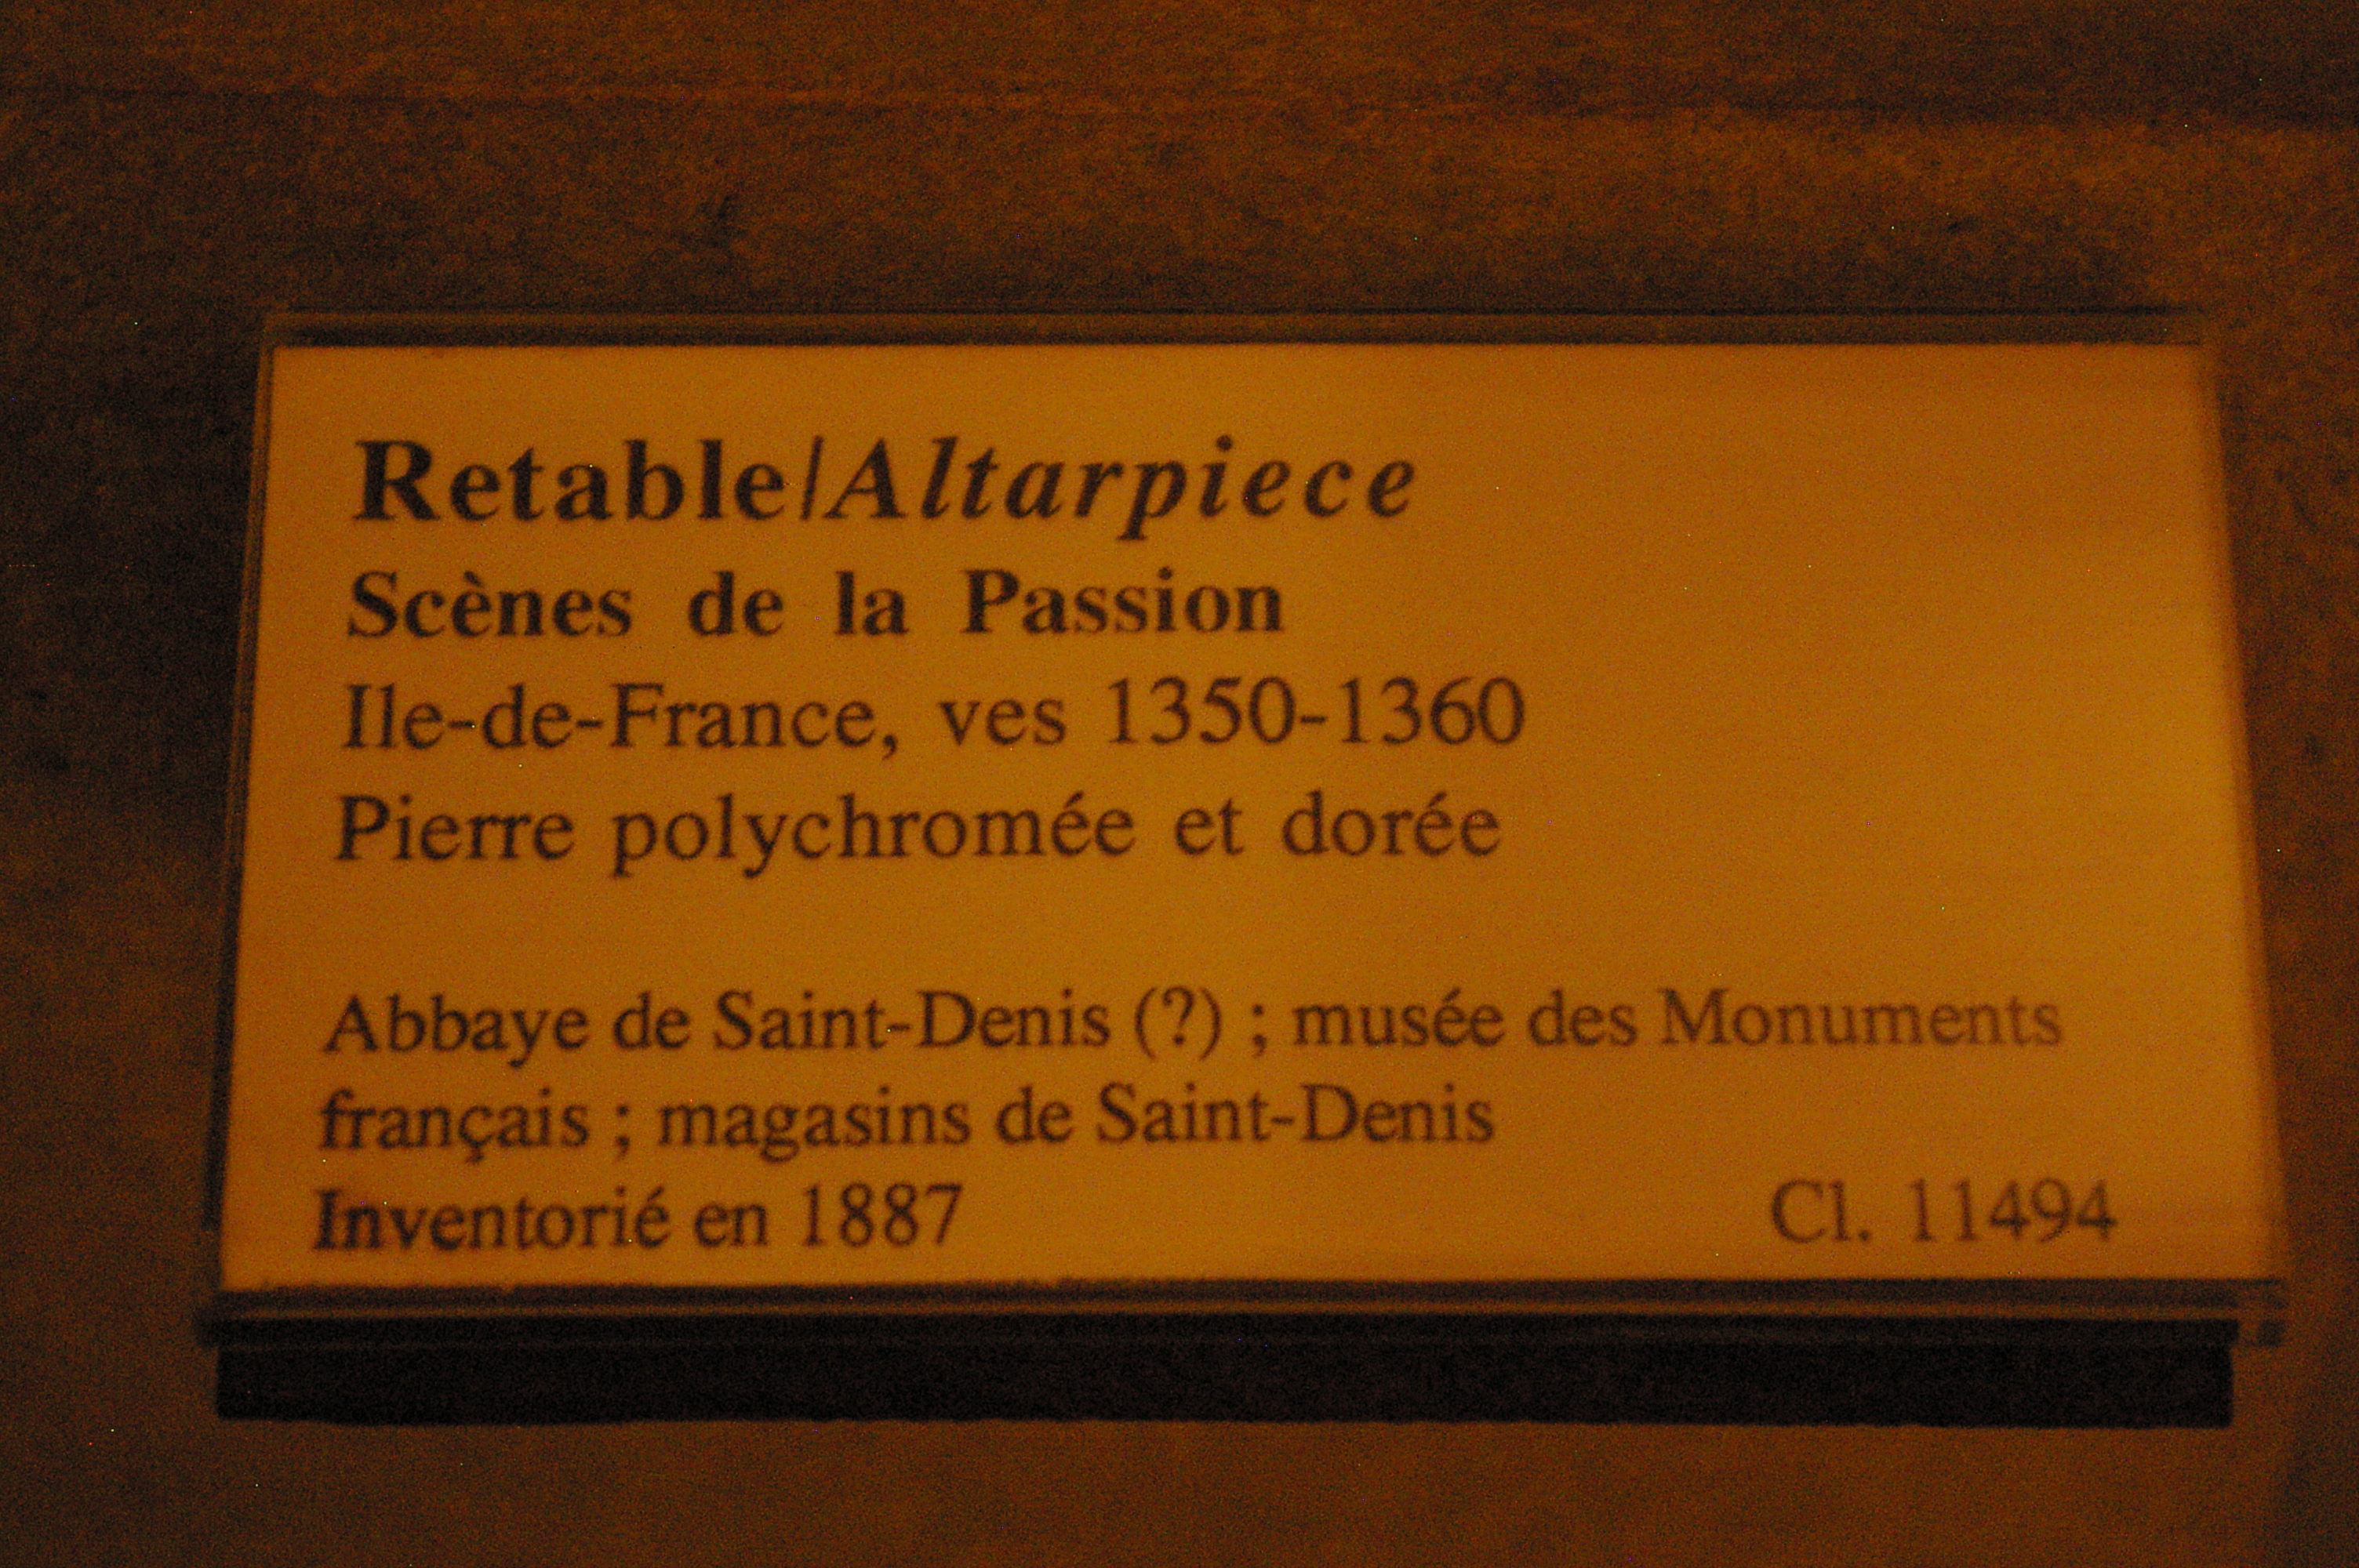 Retable/Altarpiece
Scènes de la Passion
Ile-de-France, ves 1350-1360
Pierre polychromée et dorée
Abbaye de Saint-Denis (?) ; musée des Monuments
français ; magasins de Saint-Denis
Inventorié en 1887 Cl. 11494